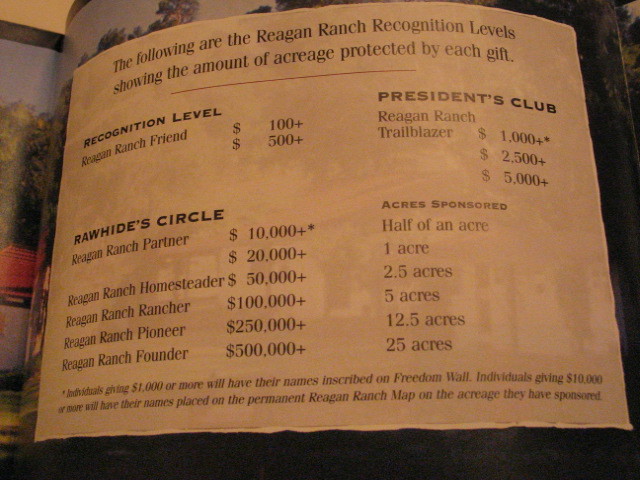 The following are the Reagan Ranch Recognition Levels
showing the amount of acreage protected by each gift.
RECOGNITION LEVEL
Reagan Ranch Friend $ 100+
$ 500+
PRESIDENT'S CLUB
Reagan Ranch
Trailblazer $ 1,000+*
$ 2,500+
$ 5,000+
RAWHIDE'S CIRCLE ACRES SPONSORED
Reagan Ranch Partner $ 10,000+* Half of an acre
$ 20,000+ 1 acre
Reagan Ranch Homesteader $ 50,000+ 2.5 acres
Reagan Ranch Rancher $100,000+ 5 acres
Reagan Ranch Pioneer $250,000+ 12.5 acres
Reagan Ranch Founder $500,000+ 25 acres
* Individuals giving $1,000 or more will have their names inscribed on Freedom Wall. Individuals giving $10,000
or more will have their names placed on the permanent Reagan Ranch Map on the acreage they have sponsored.